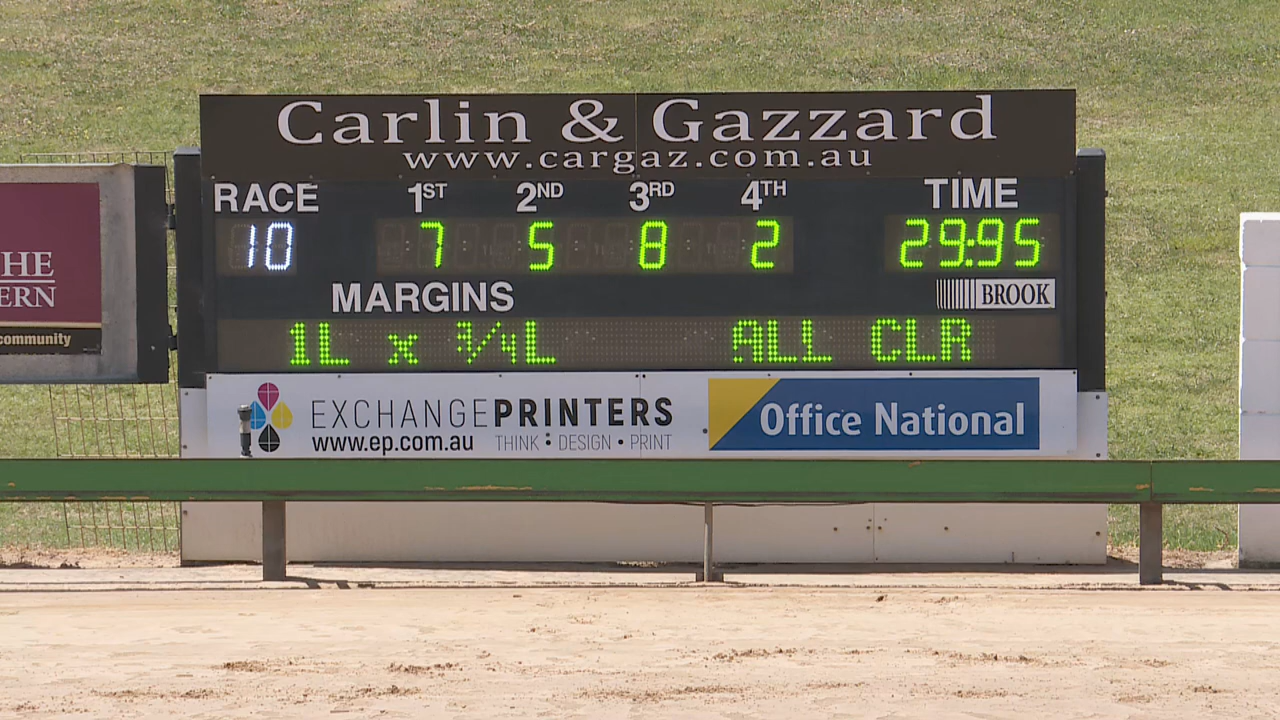 Carlin & Gazzard
www.cargaz.com.au
RACE 1ST 2ND 3RD 4TH TIME
10 7 5 8 2 29:95
MARGINS BROOK
1L x 3/4L ALL CLR
HE
ERN
community
EXCHANGEPRINTERS
www.ep.com.au THINK : DESIGN • PRINT
Office National